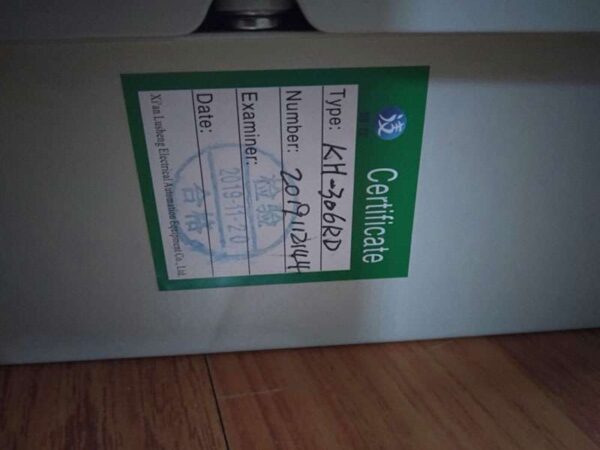 Certificate
Type: KH-306RD
Number: 2019112144
Examiner:
检验
2019-11-20
合格
Date:
Xi'an Lusheng Electrical Automation Equipment Co., Ltd.